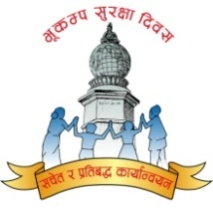 भूकम्प सुरक्षा दिवस
सचेत र प्रतिबद्ध कार्यान्वयन